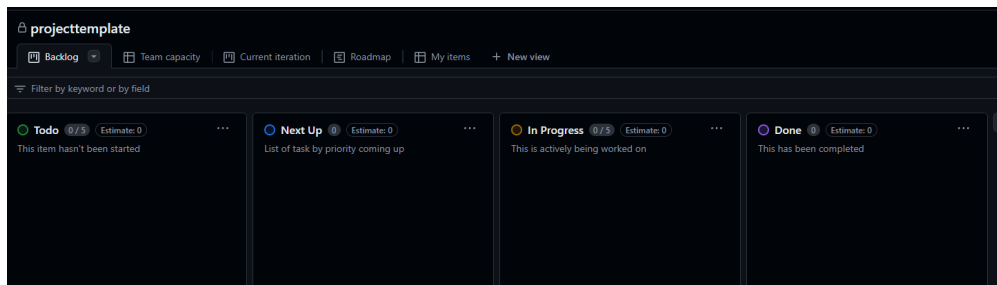 projecttemplate
Backlog Team capacity Current iteration Roadmap My items + New view
Filter by keyword or by field
Todo 0 / 5 Estimate: 0 ...
This item hasn't been started
Next Up 0 Estimate: 0 ...
List of task by priority coming up
In Progress 0 / 5 Estimate: 0 ...
This is actively being worked on
Done 0 Estimate: 0 ...
This has been completed